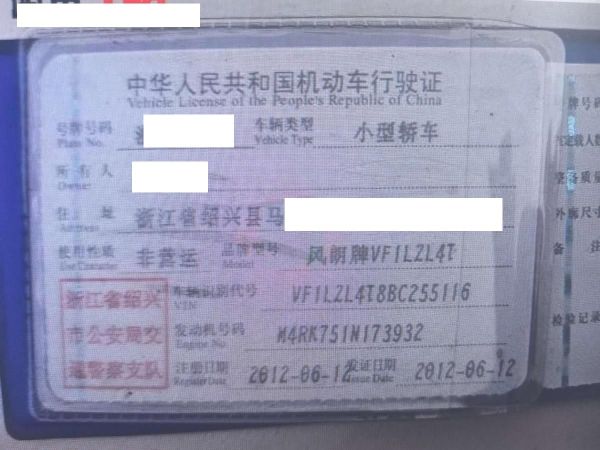 中华人民共和国机动车行驶证
Vehicle License of the People's Republic of China
号牌号码 车辆类型 小型轿车
Plate No. Vehicle Type
所有人
Owner
住址 浙江省绍兴县马
Address
使用性质 非营运 品牌型号 风朗牌VF1LZL4T
Use Character Model
车辆识别代号 VF1LZL4T8BC255116
VIN
发动机号码 M4RK751N173932
Engine No.
注册日期 2012-06-12 发证日期 2012-06-12
Register Date Issue Date
浙江省绍兴
市公安局交
通警察支队
号牌号码
整备质量
外廓尺寸
备注
检验记录